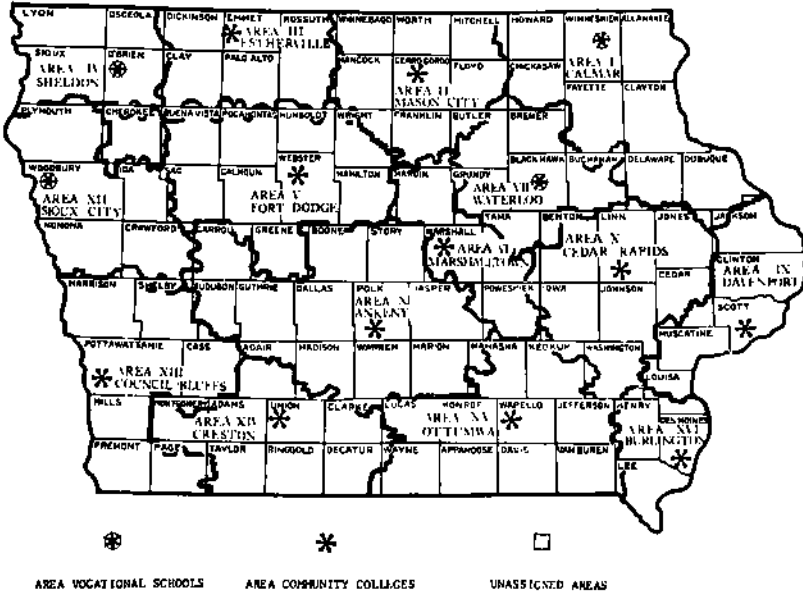 LYON OSCEOLA DICKINSON EMMET KOSSUTH WINNEBAGO WORTH MITCHELL HOWARD WINNESHIEK ALLAMAKEE
AREA III
ESTHERVILLE
SIOUX O'BRIEN CLAY PALO ALTO HANCOCK CERRO GORDO FLOYD CHICKASAW
AREA IV
SHELDON
AREA II
MASON CITY
AREA I
CALMAR
FAYETTE CLAYTON
PLYMOUTH CHEROKEE BUENA VISTA POCAHONTAS HUMBOLDT WRIGHT FRANKLIN BUTLER BREMER
WOODBURY IDA SAC CALHOUN WEBSTER HAMILTON HARDIN GRUNDY BLACK HAWK BUCHANAN DELAWARE DUBUQUE
AREA XII
SIOUX CITY
AREA V
FORT DODGE
AREA VII
WATERLOO
MONONA CRAWFORD CARROLL GREENE BOONE STORY MARSHALL TAMA BENTON LINN JONES JACKSON
AREA VI
MARSHALLTOWN
AREA X
CEDAR RAPIDS
CLINTON
AREA IX
DAVENPORT
HARRISON SHELBY AUDUBON GUTHRIE DALLAS POLK JASPER POWESHIEK IOWA JOHNSON CEDAR
SCOTT
AREA XI
ANKENY
MUSCATINE
POTTAWATTAMIE CASS ADAIR MADISON WARREN MARION MAHASKA KEOKUK WASHINGTON
LOUISA
AREA XIII
COUNCIL BLUFFS
MILLS MONTGOMERY ADAMS UNION CLARKE LUCAS MONROE WAPELLO JEFFERSON HENRY
DES MOINES
AREA XIV
CRESTON
AREA XV
OTTUMWA
AREA XVI
BURLINGTON
FREMONT PAGE TAYLOR RINGGOLD DECATUR WAYNE APPANOOSE DAVIS VAN BUREN
LEE
AREA VOCATIONAL SCHOOLS AREA COMMUNITY COLLEGES UNASSIGNED AREAS